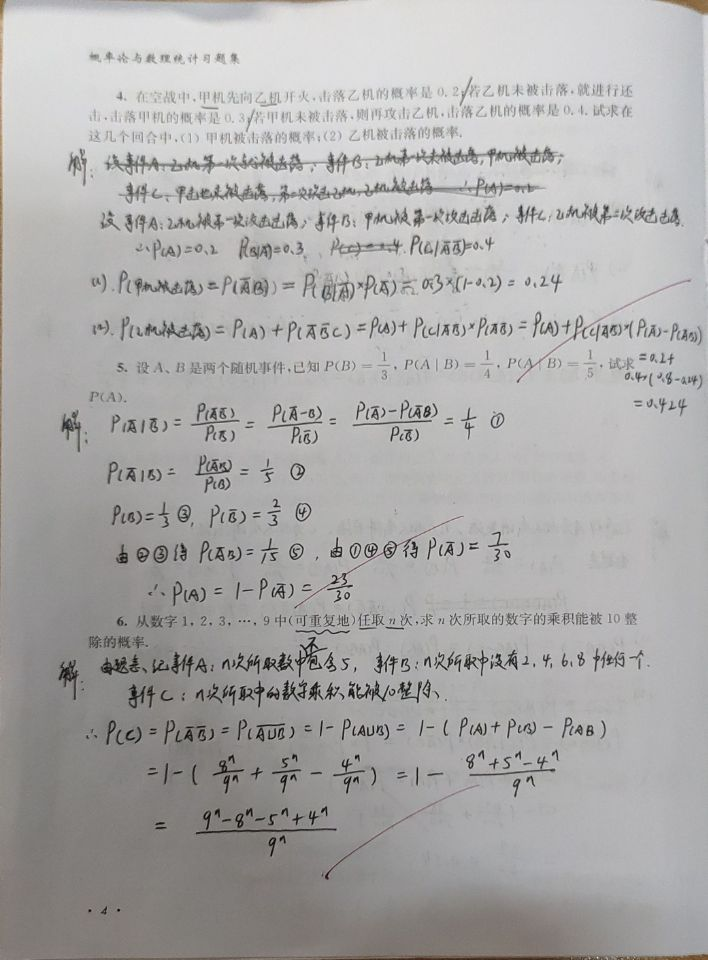 概率论与数理统计习题集
4. 在空战中,甲机先向乙机开火,击落乙机的概率是 0.2;若乙机未被击落,就进行还
击,击落甲机的概率是 0.3;若甲机未被击落,则再攻击乙机,击落乙机的概率是 0.4. 试求在
这几个回合中,(1) 甲机被击落的概率;(2) 乙机被击落的概率.
解:
设事件A:乙机被第一次攻击击落;事件B:甲机被第一次攻击击落;事件C:乙机被第二次攻击击落.
∴P(A)=0.2 P(B|Ā)=0.3 P(C|ĀB̄)=0.4
(1). P(甲机被击落)=P(ĀB)=P(B|Ā)×P(Ā)=0.3×(1-0.2)=0.24
(2). P(乙机被击落)=P(A)+P(ĀB̄C)=P(A)+P(C|ĀB̄)×P(ĀB̄)=P(A)+P(C|ĀB̄)×(P(Ā)-P(ĀB))
=0.2+
0.4×(0.8-0.24)
=0.424
5. 设 A、B 是两个随机事件,已知 P(B)=1/3, P(Ā|B̄)=1/4, P(Ā|B)=1/5, 试求
P(A).
解: P(Ā|B̄)=P(ĀB̄)/P(B̄)=P(Ā-B)/P(B̄)=P(Ā)-P(ĀB)/P(B̄)=1/4 ①
P(Ā|B)=P(ĀB)/P(B)=1/5 ②
P(B)=1/3 ③, P(B̄)=2/3 ④
由②③得 P(ĀB)=1/15 ⑤, 由①④⑤得 P(Ā)=7/30
∴P(A)=1-P(Ā)=23/30
6. 从数字 1,2,3,…,9 中(可重复地)任取 n 次,求 n 次所取的数字的乘积能被 10 整
除的概率.
解: 由题意、记事件A:n次所取数中不含5, 事件B:n次所取中没有2,4,6,8中任何一个.
事件C:n次所取中的数字乘积能被10整除、
∴P(C)=P(ĀB̄)=P(A∪B‾)=1-P(A∪B)=1-(P(A)+P(B)-P(AB)
=1-(8ⁿ/9ⁿ+5ⁿ/9ⁿ-4ⁿ/9ⁿ)=1-8ⁿ+5ⁿ-4ⁿ/9ⁿ
=9ⁿ-8ⁿ-5ⁿ+4ⁿ/9ⁿ
· 4 ·